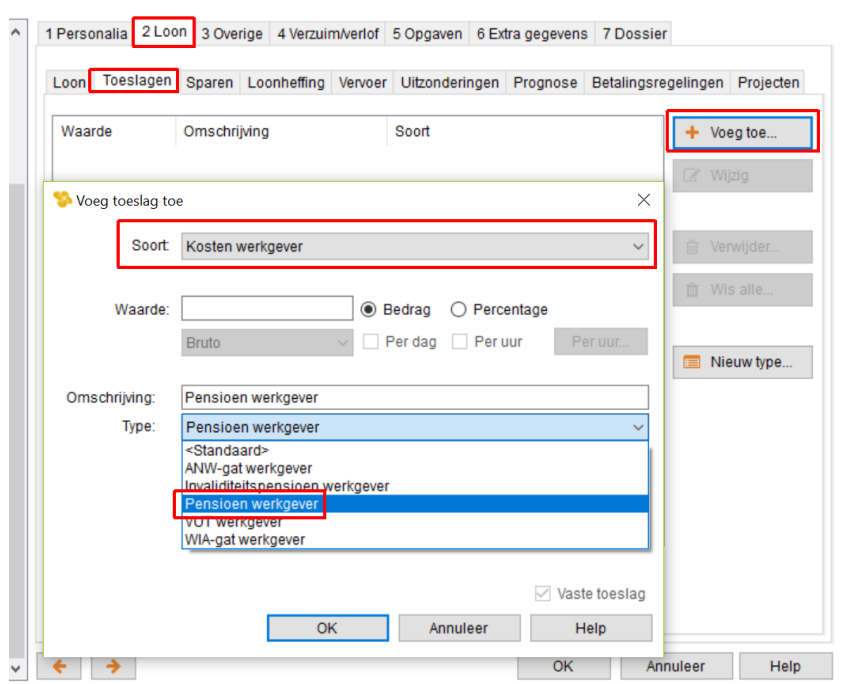 1 Personalia 2 Loon 3 Overige 4 Verzuim/verlof 5 Opgaven 6 Extra gegevens 7 Dossier
Loon Toeslagen Sparen Loonheffing Vervoer Uitzonderingen Prognose Betalingsregelingen Projecten
Waarde Omschrijving Soort
Voeg toe...
Wijzig
Verwijder...
Wis alle...
Nieuw type...
Voeg toeslag toe
Soort: Kosten werkgever
Waarde: Bedrag Percentage
Bruto Per dag Per uur Per uur...
Omschrijving: Pensioen werkgever
Type: Pensioen werkgever
<Standaard>
ANW-gat werkgever
Invaliditeitspensioen werkgever
Pensioen werkgever
VUT werkgever
WIA-gat werkgever
Vaste toeslag
OK Annuleer Help
OK Annuleer Help